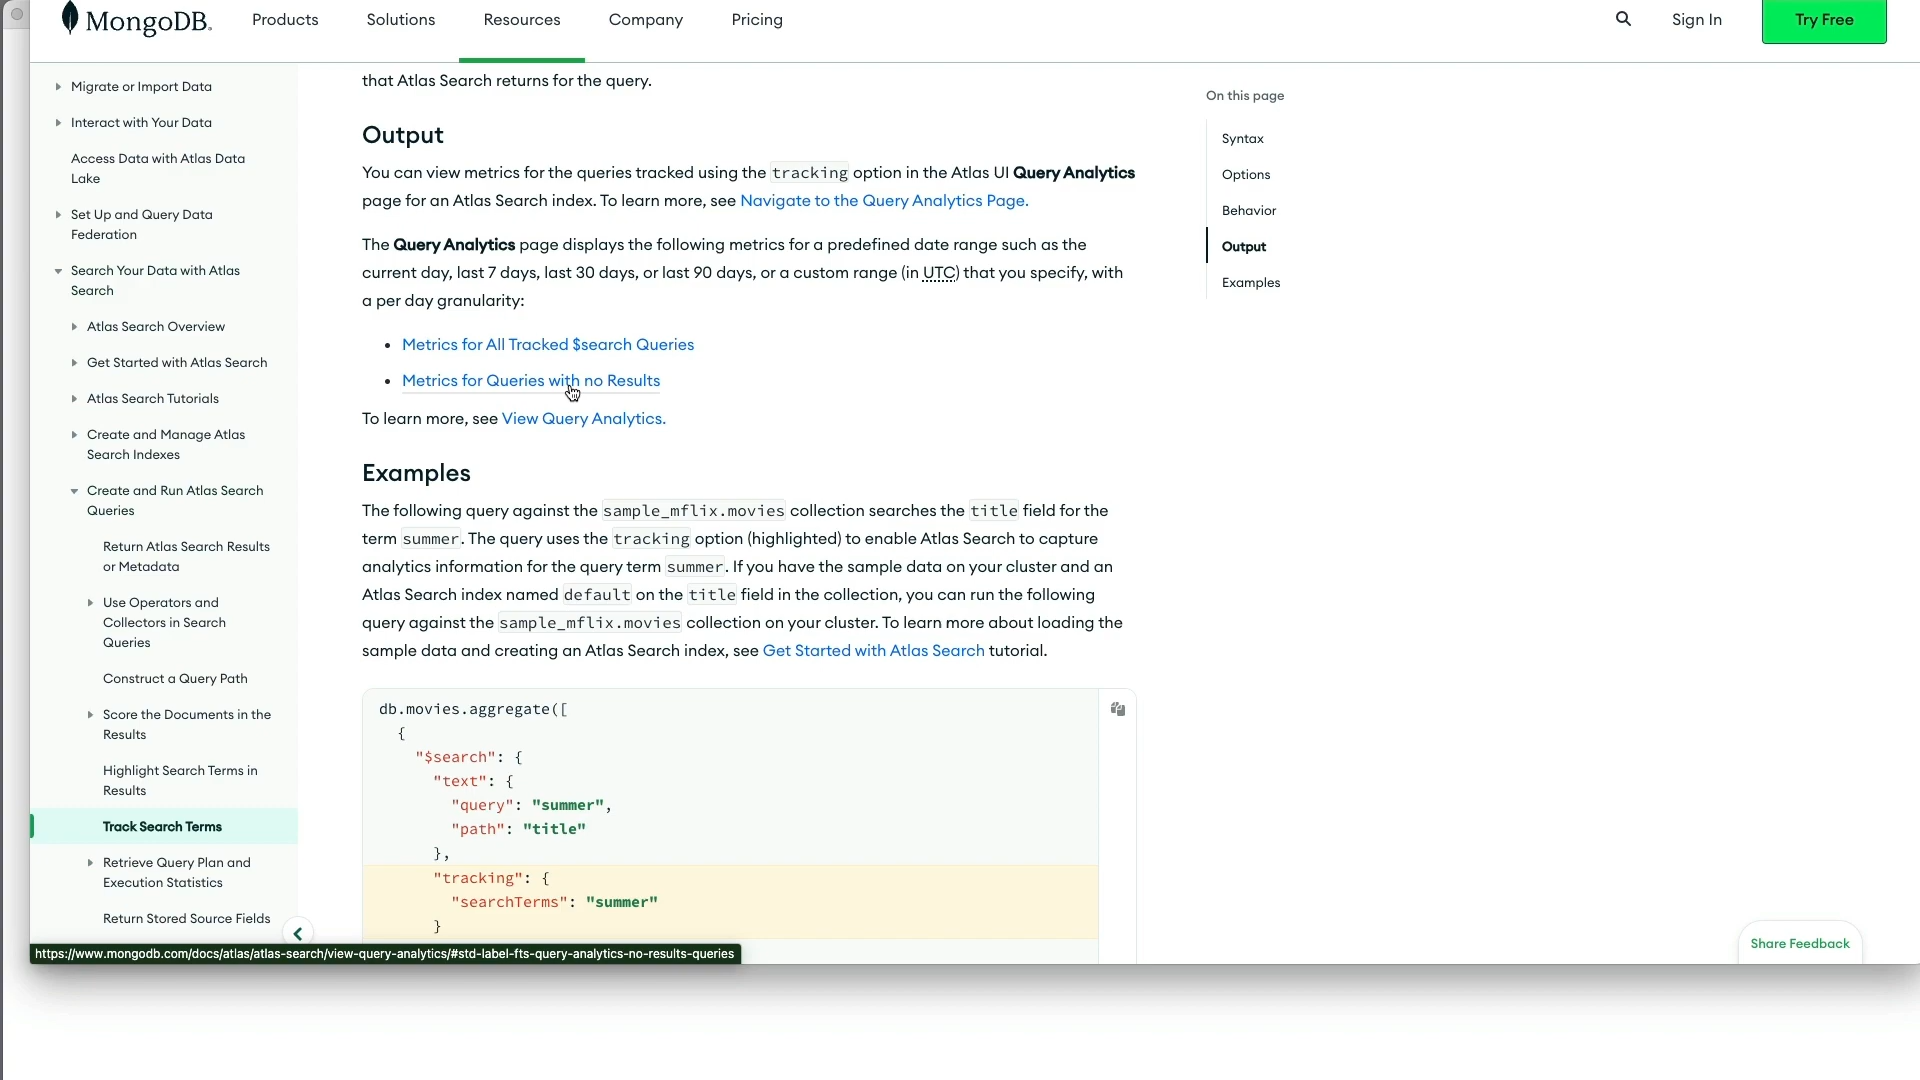 MongoDB.
Products
Solutions
Resources
Company
Pricing
Sign In
Try Free
Migrate or Import Data
Interact with Your Data
Access Data with Atlas Data
Lake
Set Up and Query Data
Federation
Search Your Data with Atlas
Search
Atlas Search Overview
Get Started with Atlas Search
Atlas Search Tutorials
Create and Manage Atlas
Search Indexes
Create and Run Atlas Search
Queries
Return Atlas Search Results
or Metadata
Use Operators and
Collectors in Search
Queries
Construct a Query Path
Score the Documents in the
Results
Highlight Search Terms in
Results
Track Search Terms
Retrieve Query Plan and
Execution Statistics
Return Stored Source Fields
that Atlas Search returns for the query.
Output
You can view metrics for the queries tracked using the tracking option in the Atlas UI Query Analytics
page for an Atlas Search index. To learn more, see Navigate to the Query Analytics Page.
The Query Analytics page displays the following metrics for a predefined date range such as the
current day, last 7 days, last 30 days, or last 90 days, or a custom range (in UTC) that you specify, with
a per day granularity:
• Metrics for All Tracked $search Queries
• Metrics for Queries with no Results
To learn more, see View Query Analytics.
Examples
The following query against the sample_mflix.movies collection searches the title field for the
term summer. The query uses the tracking option (highlighted) to enable Atlas Search to capture
analytics information for the query term summer. If you have the sample data on your cluster and an
Atlas Search index named default on the title field in the collection, you can run the following
query against the sample_mflix.movies collection on your cluster. To learn more about loading the
sample data and creating an Atlas Search index, see Get Started with Atlas Search tutorial.
db.movies.aggregate([
{
"$search": {
"text": {
"query": "summer",
"path": "title"
},
"tracking": {
"searchTerms": "summer"
}
On this page
Syntax
Options
Behavior
Output
Examples
Share Feedback
https://www.mongodb.com/docs/atlas/atlas-search/view-query-analytics/#std-label-fts-query-analytics-no-results-queries